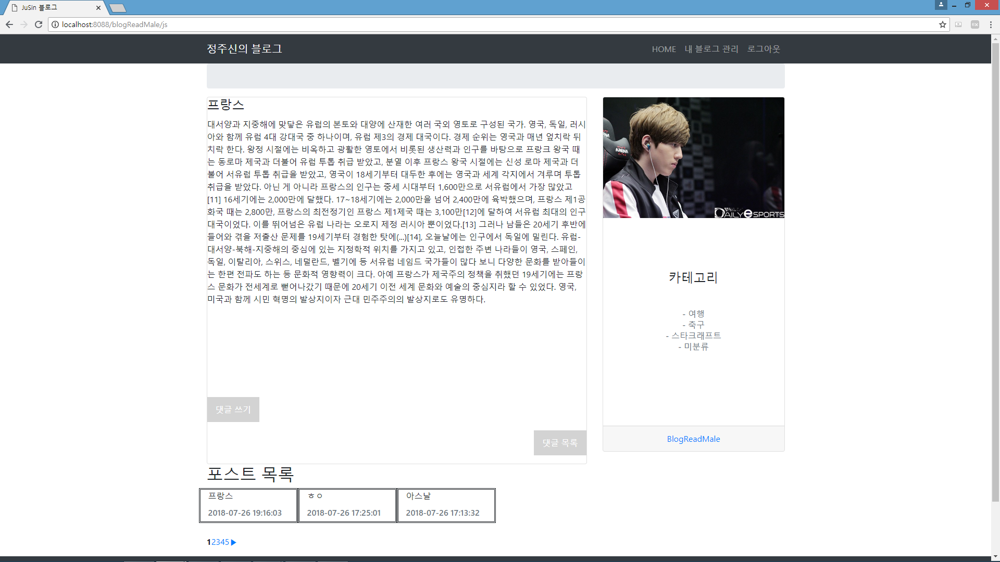 JuSin 블로그
localhost:8088/blogReadMale/js
정주신의 블로그
HOME 내 블로그 관리 로그아웃
프랑스
대서양과 지중해에 맞닿은 유럽의 본토와 대양에 산재한 여러 국외 영토로 구성된 국가. 영국, 독일, 러시
아와 함께 유럽 4대 강대국 중 하나이며, 유럽 제3의 경제 대국이다. 경제 순위는 영국과 매년 엎치락 뒤
치락 한다. 왕정 시절에는 비옥하고 광활한 영토에서 비롯된 생산력과 인구를 바탕으로 프랑크 왕국 때
는 동로마 제국과 더불어 유럽 투톱 취급 받았고, 분열 이후 프랑스 왕국 시절에는 신성 로마 제국과 더
불어 서유럽 투톱 취급을 받았고, 영국이 18세기부터 대두한 후에는 영국과 세계 각지에서 겨루며 투톱
취급을 받았다. 아닌 게 아니라 프랑스의 인구는 중세 시대부터 1,600만으로 서유럽에서 가장 많았고
[11] 16세기에는 2,000만에 달했다. 17~18세기에는 2,000만을 넘어 2,400만에 육박했으며, 프랑스 제1공
화국 때는 2,800만, 프랑스의 최전정기인 프랑스 제1제국 때는 3,100만[12]에 달하여 서유럽 최대의 인구
대국이었다. 이를 뛰어넘은 유럽 나라는 오로지 제정 러시아 뿐이었다.[13] 그러나 남들은 20세기 후반에
들어와 겪을 저출산 문제를 19세기부터 경험한 탓에(...)[14], 오늘날에는 인구에서 독일에 밀린다. 유럽-
대서양-북해-지중해의 중심에 있는 지정학적 위치를 가지고 있고, 인접한 주변 나라들이 영국, 스페인,
독일, 이탈리아, 스위스, 네덜란드, 벨기에 등 서유럽 네임드 국가들이 많다 보니 다양한 문화를 받아들이
는 한편 전파도 하는 등 문화적 영향력이 크다. 아예 프랑스가 제국주의 정책을 취했던 19세기에는 프랑
스 문화가 전세계로 뻗어나갔기 때문에 20세기 이전 세계 문화와 예술의 중심지라 할 수 있었다. 영국,
미국과 함께 시민 혁명의 발상지이자 근대 민주주의의 발상지로도 유명하다.
댓글 쓰기
댓글 목록
ARENA
DAILY eSPORTS
카테고리
- 여행
- 축구
- 스타크래프트
- 미분류
BlogReadMale
포스트 목록
프랑스
2018-07-26 19:16:03
ㅎㅇ
2018-07-26 17:25:01
아스날
2018-07-26 17:13:32
12345▶